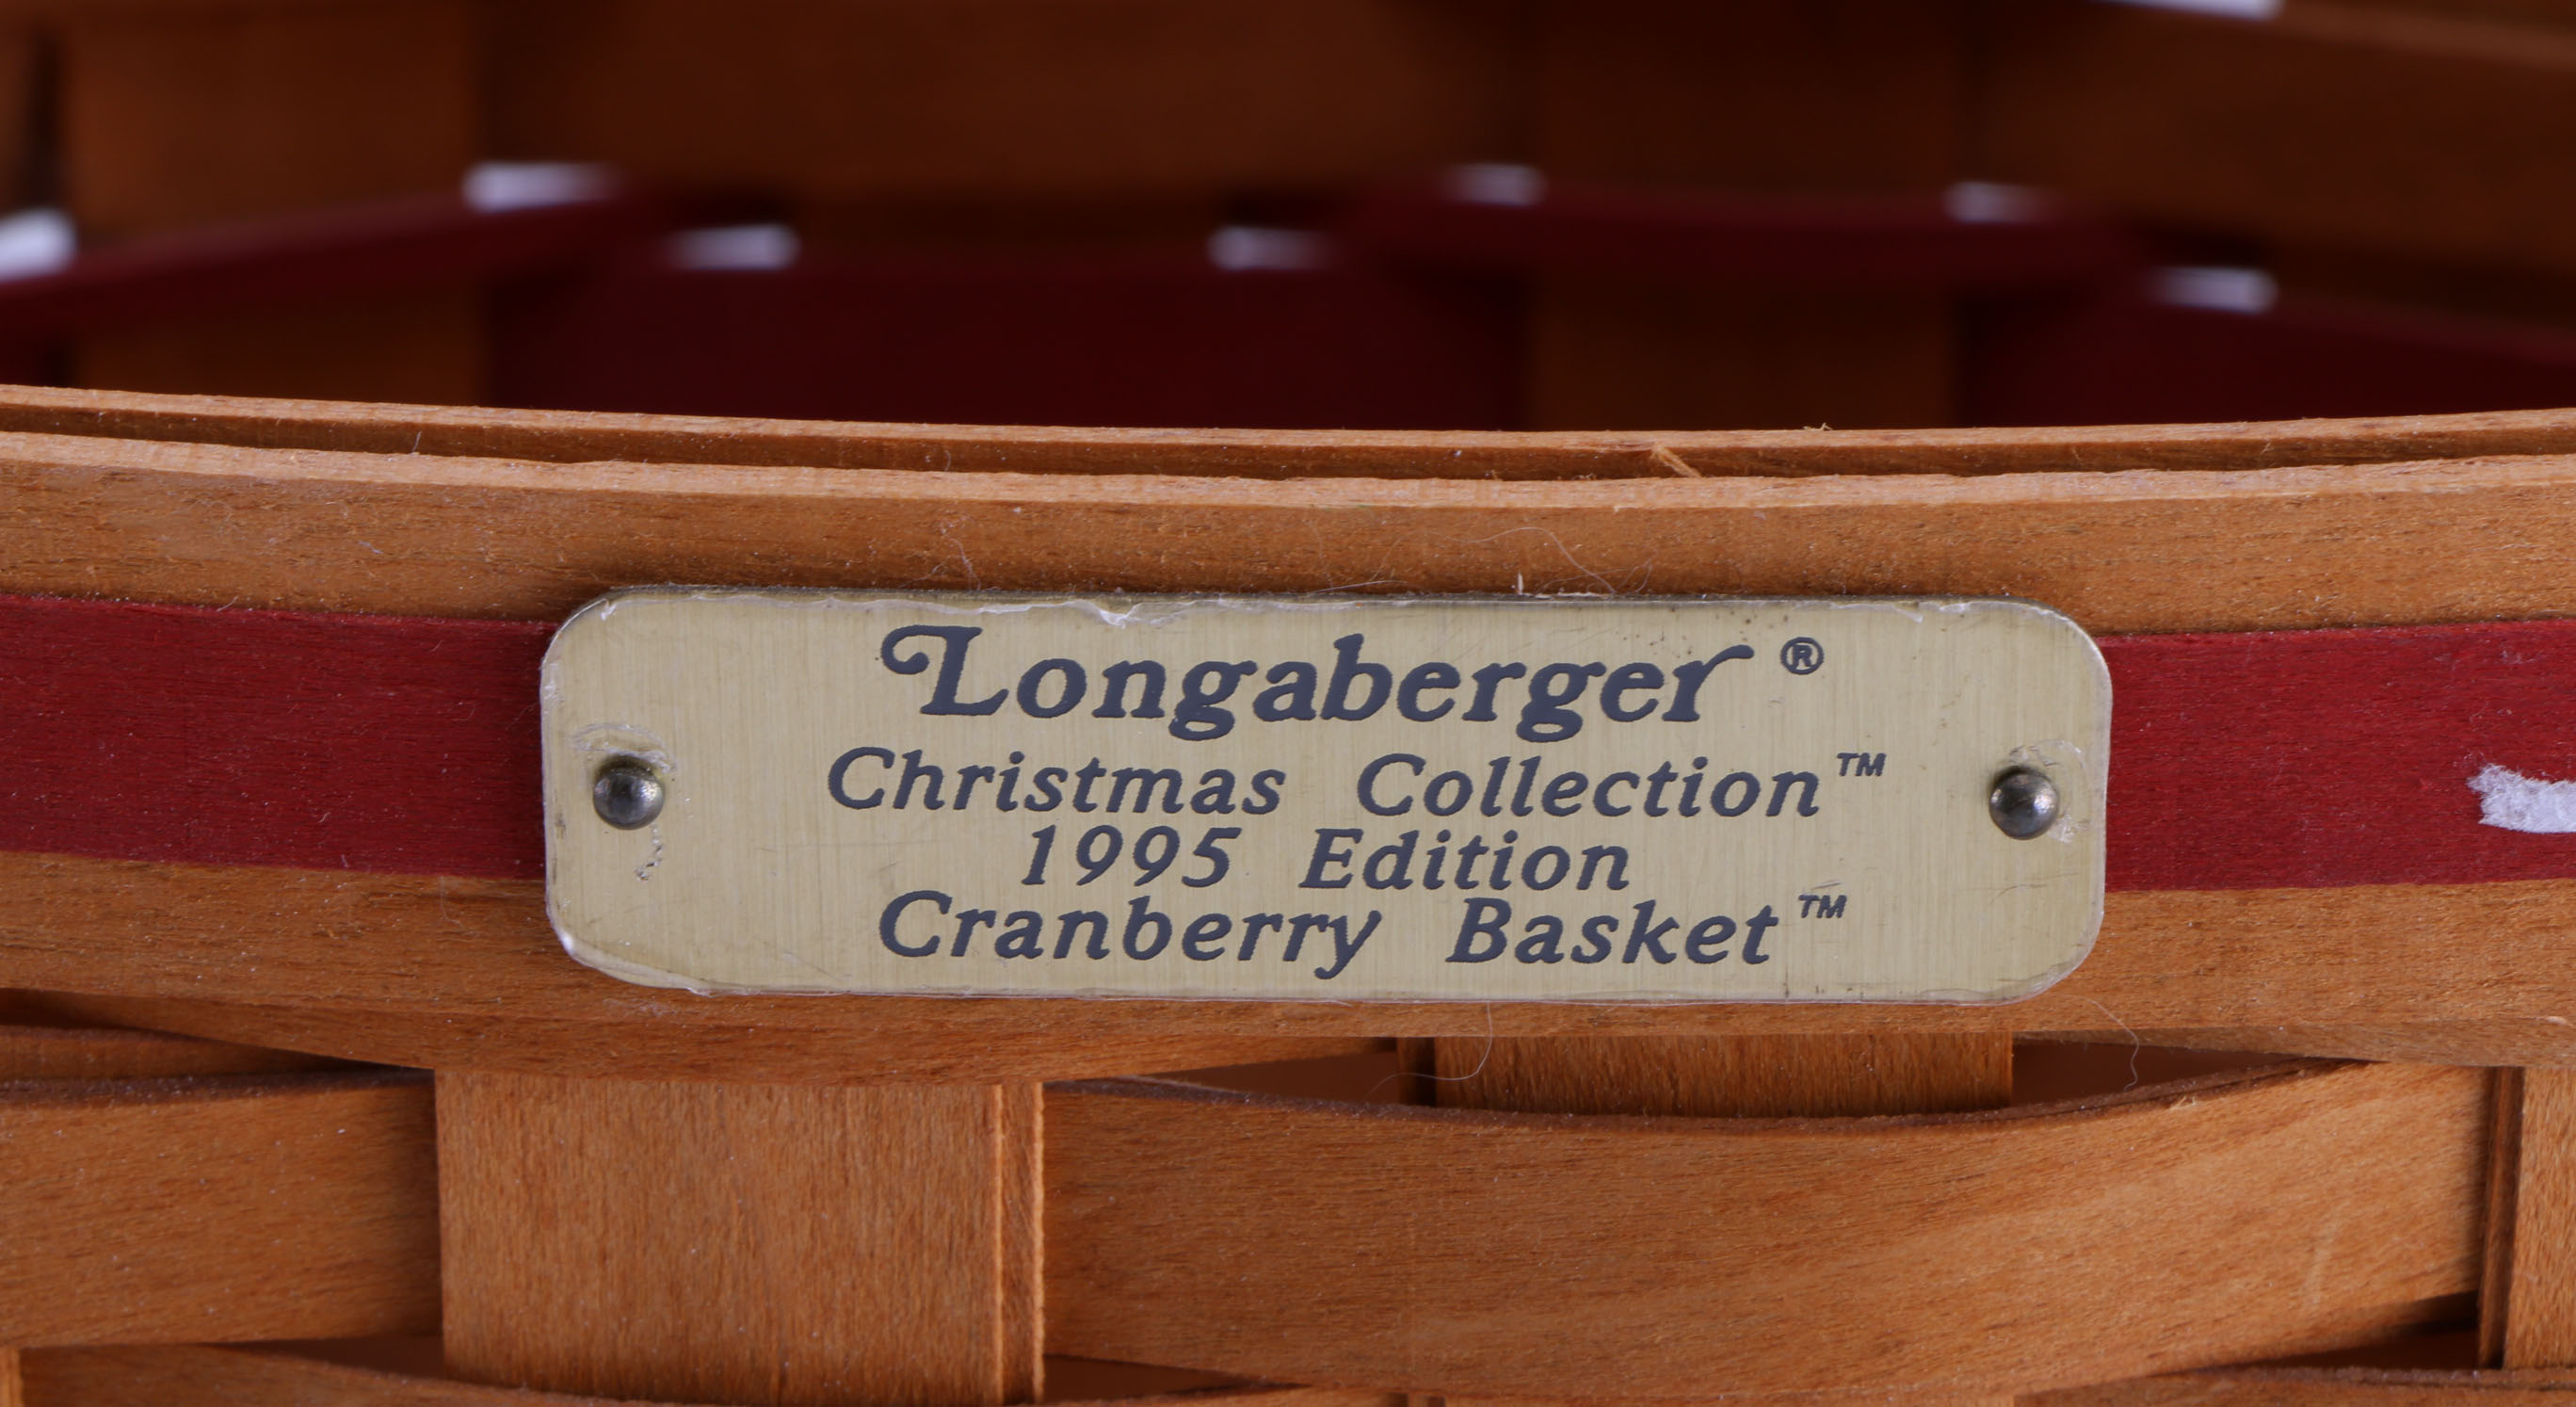 Longaberger ®
Christmas Collection™
1995 Edition
Cranberry Basket™